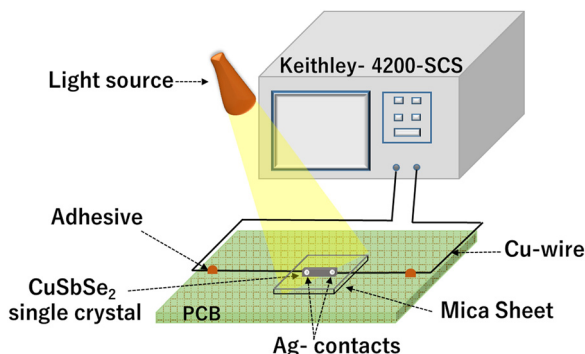 Keithley- 4200-SCS
Light source
Adhesive
Cu-wire
CuSbSe₂
single crystal
PCB
Mica Sheet
Ag- contacts